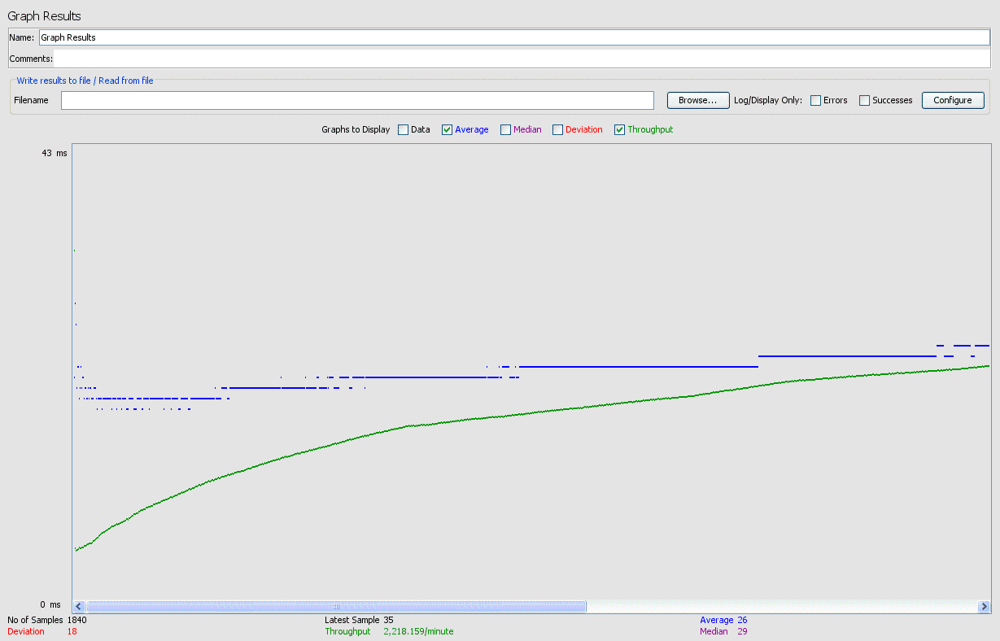 Graph Results
Name: Graph Results
Comments:
Write results to file / Read from file
Filename Browse... Log/Display Only: Errors Successes Configure
Graphs to Display Data Average Median Deviation Throughput
43 ms
0 ms
No of Samples 1840 Latest Sample 35 Average 26
Deviation 18 Throughput 2,218.159/minute Median 29